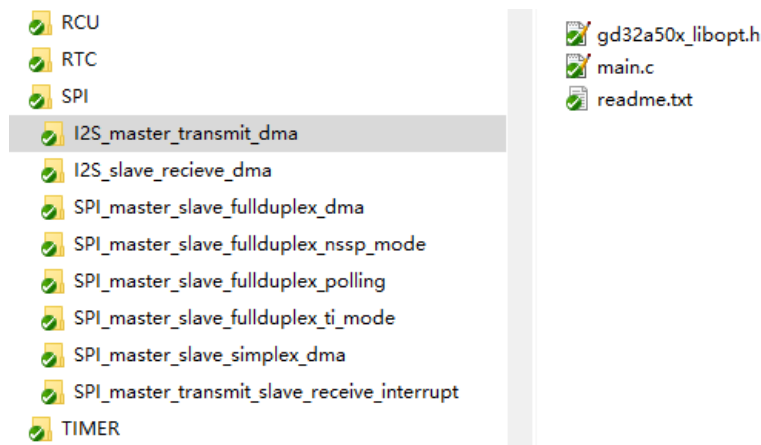 RCU
RTC
SPI
I2S_master_transmit_dma
I2S_slave_recieve_dma
SPI_master_slave_fullduplex_dma
SPI_master_slave_fullduplex_nssp_mode
SPI_master_slave_fullduplex_polling
SPI_master_slave_fullduplex_ti_mode
SPI_master_slave_simplex_dma
SPI_master_transmit_slave_receive_interrupt
TIMER
gd32a50x_libopt.h
main.c
readme.txt